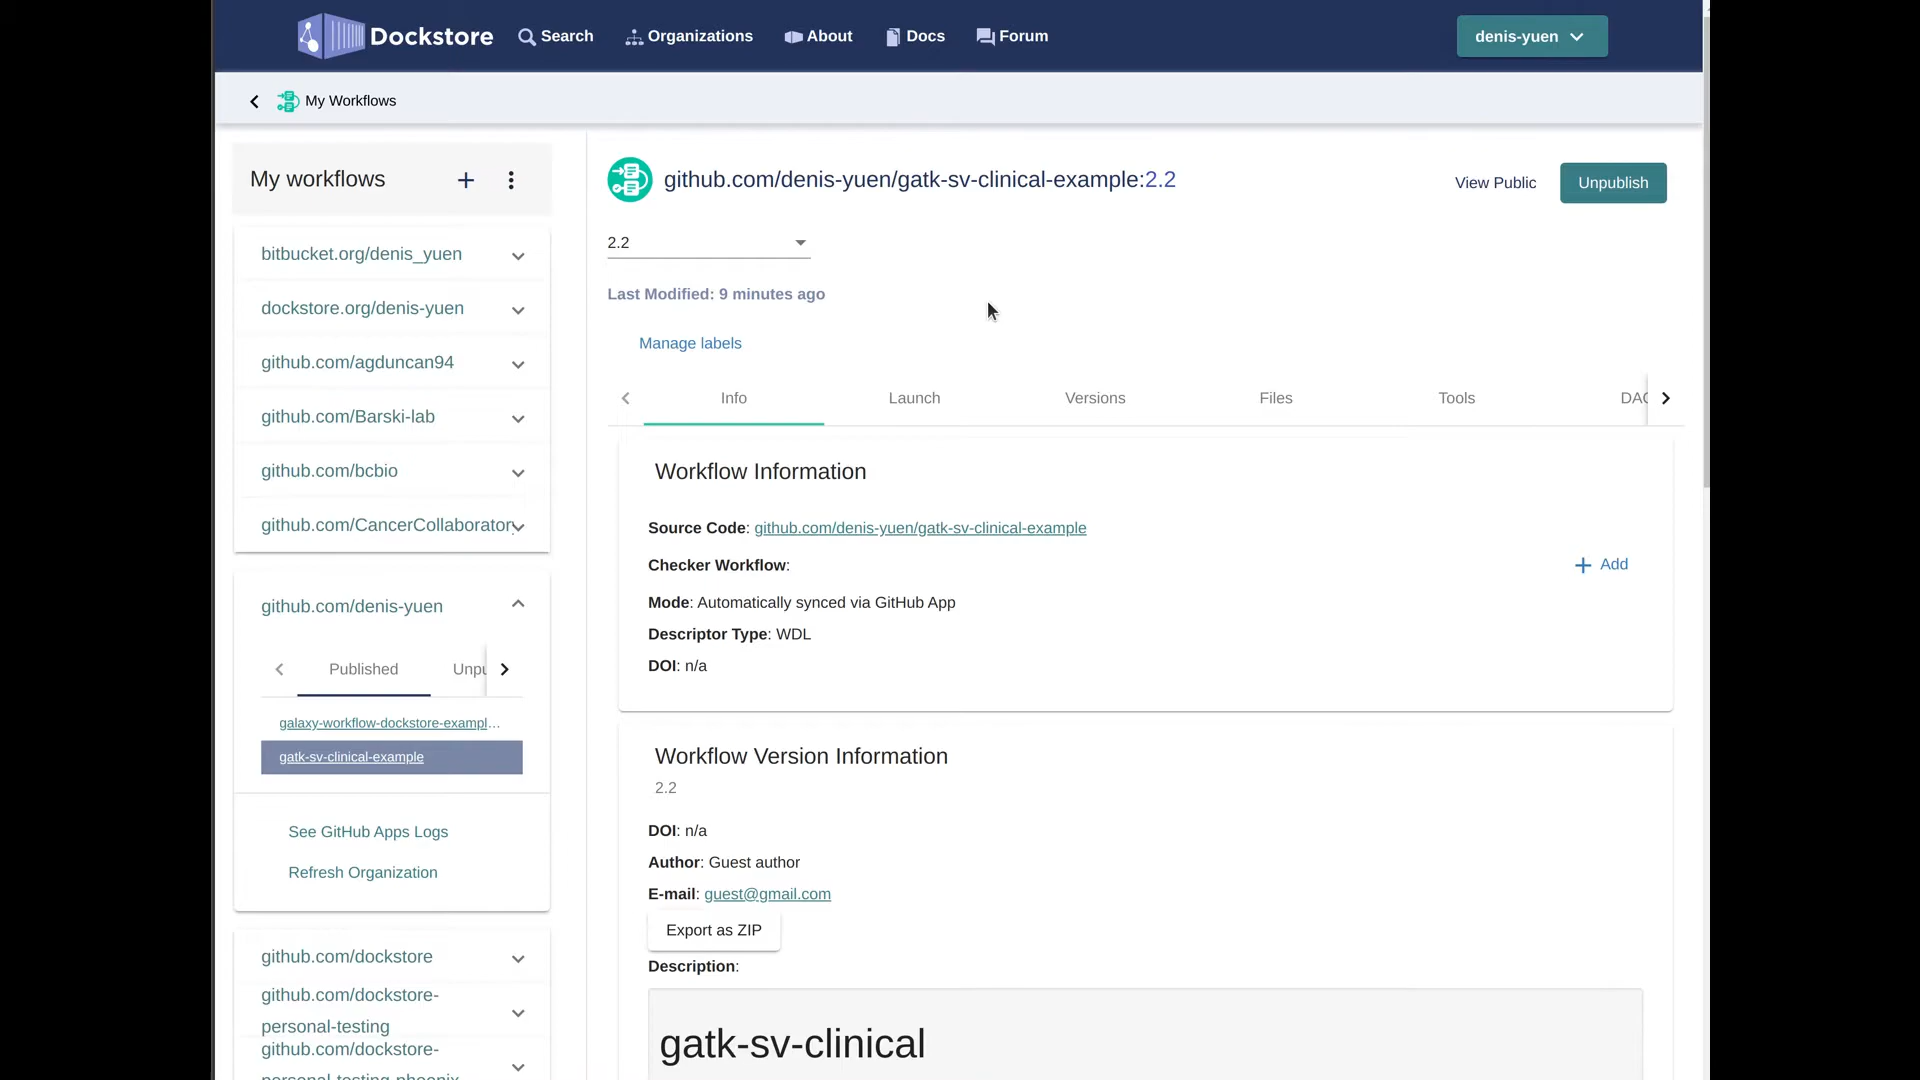 Dockstore
Search
Organizations
About
Docs
Forum
denis-yuen
My Workflows
My workflows
bitbucket.org/denis_yuen
dockstore.org/denis-yuen
github.com/agduncan94
github.com/Barski-lab
github.com/bcbio
github.com/CancerCollaboratory
github.com/denis-yuen
Published
Unpu
galaxy-workflow-dockstore-exampl...
gatk-sv-clinical-example
See GitHub Apps Logs
Refresh Organization
github.com/dockstore
github.com/dockstore-
personal-testing
github.com/dockstore-
personal-testing-phoenix
github.com/denis-yuen/gatk-sv-clinical-example:2.2
View Public
Unpublish
2.2
Last Modified: 9 minutes ago
Manage labels
Info
Launch
Versions
Files
Tools
DAG
Workflow Information
Source Code: github.com/denis-yuen/gatk-sv-clinical-example
Checker Workflow:
Add
Mode: Automatically synced via GitHub App
Descriptor Type: WDL
DOI: n/a
Workflow Version Information
2.2
DOI: n/a
Author: Guest author
E-mail: guest@gmail.com
Export as ZIP
Description:
gatk-sv-clinical